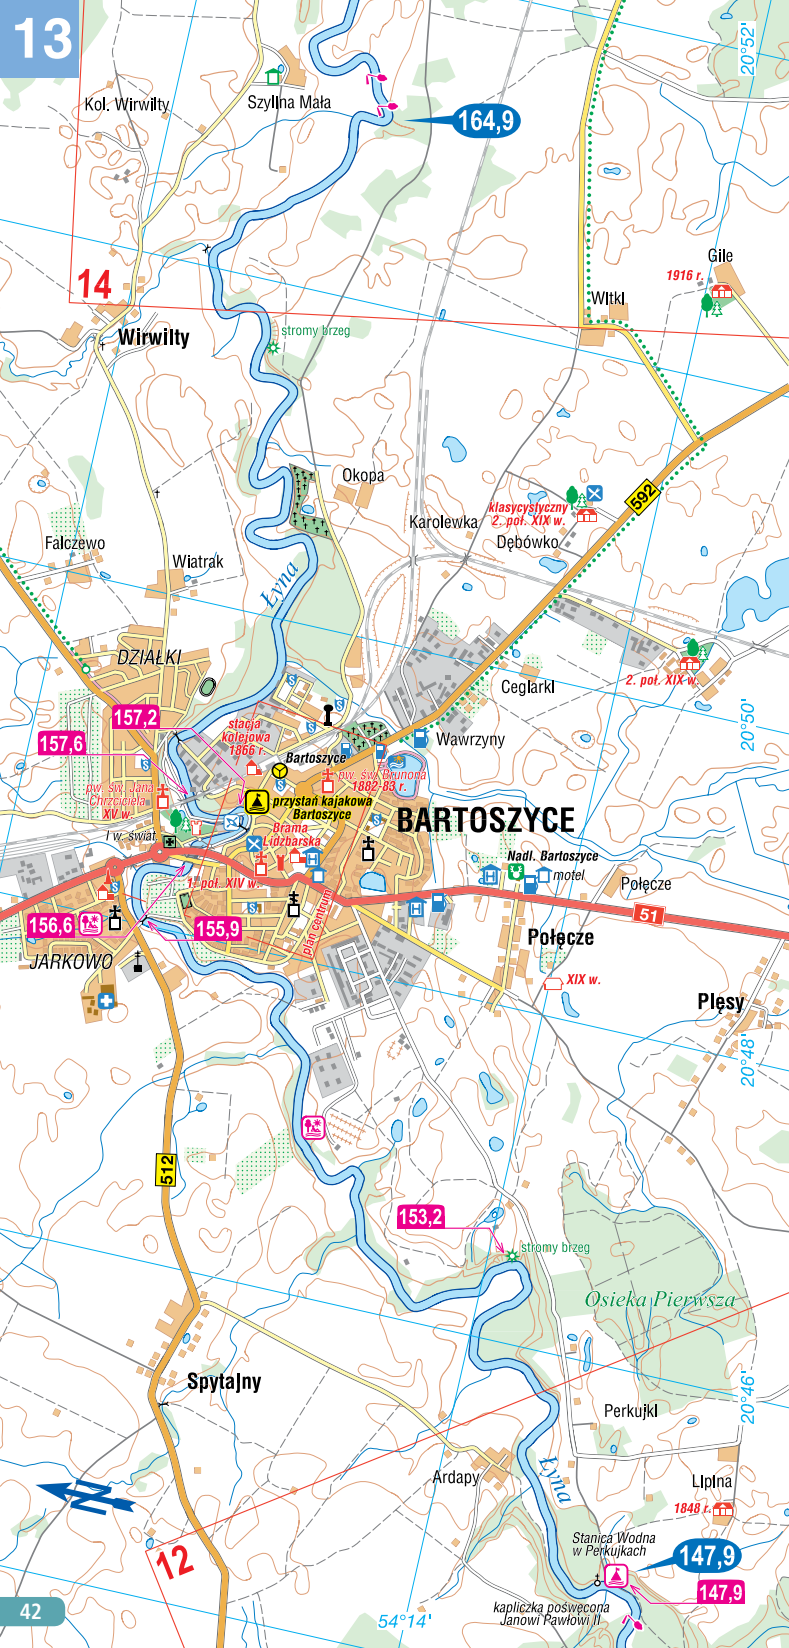 13
20°52'
Kol. Wirwilty
Szylina Mała
164,9
Gile
1916 r.
14
Witki
Wirwilty
stromy brzeg
Okopa
592
klasycystyczny
2. poł. XIX w.
Karolewka
Dębówko
Falczewo
Wiatrak
Łyna
DZIAŁKI
2. poł. XIX w.
Ceglarki
157,2
stacja
kolejowa
1866 r.
20°50'
157,6
Wawrzyny
Bartoszyce
pw. św. Jana
Chrzciciela
XV w
pw. św. Brunona
1882-83 r.
przystań kajakowa
Bartoszyce
BARTOSZYCE
I w. świat.
Brama
Lidzbarska
Nadl. Bartoszyce
motel
1. poł. XIV w.
Połęcze
plan centrum
51
156,6
155,9
Połęcze
JARKOWO
XIX w.
Plęsy
20°48'
512
153,2
stromy brzeg
Osieka Pierwsza
Spytajny
20°46'
Perkujki
Ardapy
Łyna
Lipina
1848 r.
N
Stanica Wodna
w Perkujkach
147,9
12
147,9
42
kapliczka poświęcona
Janowi Pawłowi II
54°14'